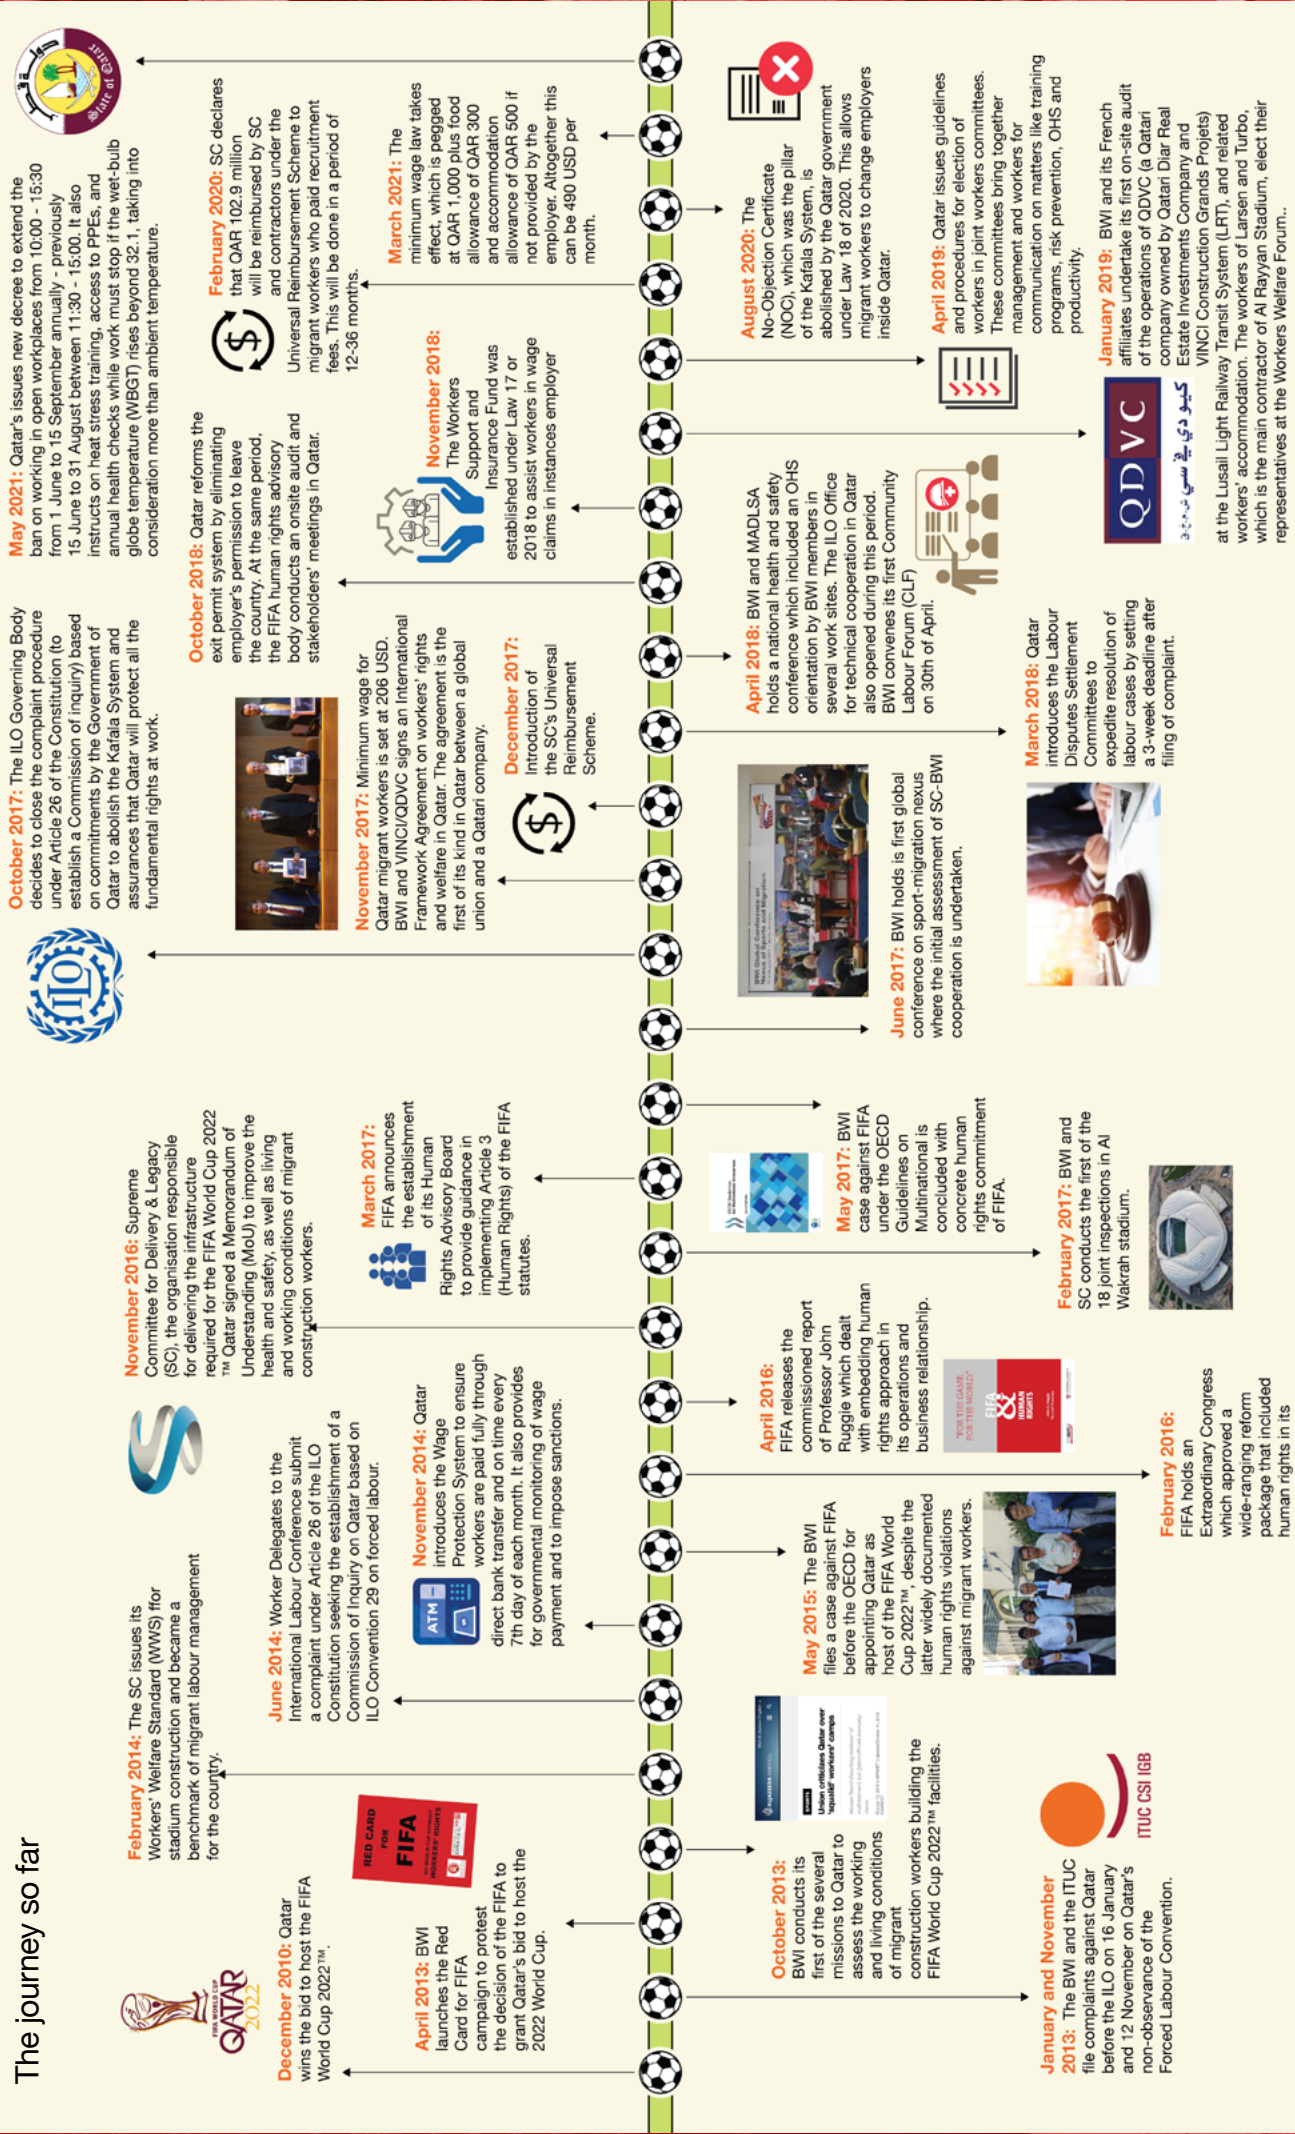 The journey so far
FIFA WORLD CUP
QATAR
2022
December 2010: Qatar
wins the bid to host the FIFA
World Cup 2022™.
January and November
2013: The BWI and the ITUC
file complaints against Qatar
before the ILO on 16 January
and 12 November on Qatar's
non-observance of the
Forced Labour Convention.
ITUC CSI IGB
April 2013: BWI
launches the Red
Card for FIFA
campaign to protest
the decision of the FIFA to
grant Qatar's bid to host the
2022 World Cup.
RED CARD
FOR
FIFA
NO WORLD CUP WITHOUT
WORKERS' RIGHTS
October 2013:
BWI conducts its
first of the several
missions to Qatar to
assess the working
and living conditions
of migrant
construction workers building the
FIFA World Cup 2022™ facilities.
ALJAZEERA AMERICA
SPORTS
Union criticizes Qatar over
'squalid' workers' camps
February 2014: The SC issues its
Workers' Welfare Standard (WWS) for
stadium construction and became a
benchmark of migrant labour management
for the country.
June 2014: Worker Delegates to the
International Labour Conference submit
a complaint under Article 26 of the ILO
Constitution seeking the establishment of a
Commission of Inquiry on Qatar based on
ILO Convention 29 on forced labour.
ATM
November 2014: Qatar
introduces the Wage
Protection System to ensure
workers are paid fully through
direct bank transfer and on time every
7th day of each month. It also provides
for governmental monitoring of wage
payment and to impose sanctions.
May 2015: The BWI
files a case against FIFA
before the OECD for
appointing Qatar as
host of the FIFA World
Cup 2022™, despite the
latter widely documented
human rights violations
against migrant workers.
February 2016:
FIFA holds an
Extraordinary Congress
which approved a
wide-ranging reform
package that included
human rights in its
April 2016:
FIFA releases the
commissioned report
of Professor John
Ruggie which dealt
with embedding human
rights approach in
its operations and
business relationship.
"FOR THE GAME.
FOR THE WORLD."
FIFA
&
HUMAN
RIGHTS
November 2016: Supreme
Committee for Delivery & Legacy
(SC), the organisation responsible
for delivering the infrastructure
required for the FIFA World Cup 2022
™ Qatar signed a Memorandum of
Understanding (MoU) to improve the
health and safety, as well as living
and working conditions of migrant
construction workers.
February 2017: BWI and
SC conducts the first of the
18 joint inspections in Al
Wakrah stadium.
March 2017:
FIFA announces
the establishment
of its Human
Rights Advisory Board
to provide guidance in
implementing Article 3
(Human Rights) of the FIFA
statutes.
May 2017: BWI
case against FIFA
under the OECD
Guidelines on
Multinational is
concluded with
concrete human
rights commitment
of FIFA.
June 2017: BWI holds is first global
conference on sport-migration nexus
where the initial assessment of SC-BWI
cooperation is undertaken.
BWI Global Conference on
Nexus of Sports and Migration
ILO
October 2017: The ILO Governing Body
decides to close the complaint procedure
under Article 26 of the Constitution (to
establish a Commission of inquiry) based
on commitments by the Government of
Qatar to abolish the Kafala System and
assurances that Qatar will protect all the
fundamental rights at work.
November 2017: Minimum wage for
Qatar migrant workers is set at 206 USD.
BWI and VINCI/QDVC signs an International
Framework Agreement on workers' rights
and welfare in Qatar. The agreement is the
first of its kind in Qatar between a global
union and a Qatari company.
December 2017:
Introduction of
the SC's Universal
Reimbursement
Scheme.
$
March 2018: Qatar
introduces the Labour
Disputes Settlement
Committees to
expedite resolution of
labour cases by setting
a 3-week deadline after
filing of complaint.
April 2018: BWI and MADLSA
holds a national health and safety
conference which included an OHS
orientation by BWI members in
several work sites. The ILO Office
for technical cooperation in Qatar
also opened during this period.
BWI convenes its first Community
Labour Forum (CLF)
on 30th of April.
October 2018: Qatar reforms the
exit permit system by eliminating
employer's permission to leave
the country. At the same period,
the FIFA human rights advisory
body conducts an onsite audit and
stakeholders' meetings in Qatar.
November 2018:
The Workers
Support and
Insurance Fund was
established under Law 17 or
2018 to assist workers in wage
claims in instances employer
January 2019: BWI and its French
affiliates undertake its first on-site audit
of the operations of QDVC (a Qatari
company owned by Qatari Diar Real
Estate Investments Company and
VINCI Construction Grands Projets)
at the Lusail Light Railway Transit System (LRT), and related
workers' accommodation. The workers of Larsen and Turbo,
which is the main contractor of Al Rayyan Stadium, elect their
representatives at the Workers Welfare Forum..
QDVC
كيو دي في سي ش.م.خ.ق
April 2019: Qatar issues guidelines
and procedures for election of
workers in joint workers committees.
These committees bring together
management and workers for
communication on matters like training
programs, risk prevention, OHS and
productivity.
$
February 2020: SC declares
that QAR 102.9 million
will be reimbursed by SC
and contractors under the
Universal Reimbursement Scheme to
migrant workers who paid recruitment
fees. This will be done in a period of
12-36 months.
August 2020: The
No-Objection Certificate
(NOC), which was the pillar
of the Kafala System, is
abolished by the Qatar government
under Law 18 of 2020. This allows
migrant workers to change employers
inside Qatar.
March 2021: The
minimum wage law takes
effect, which is pegged
at QAR 1,000 plus food
allowance of QAR 300
and accommodation
allowance of QAR 500 if
not provided by the
employer. Altogether this
can be 490 USD per
month.
May 2021: Qatar's issues new decree to extend the
ban on working in open workplaces from 10:00 - 15:30
from 1 June to 15 September annually - previously
15 June to 31 August between 11:30 - 15:00. It also
instructs on heat stress training, access to PPEs, and
annual health checks while work must stop if the wet-bulb
globe temperature (WBGT) rises beyond 32.1, taking into
consideration more than ambient temperature.
دولة قطر
State of Qatar